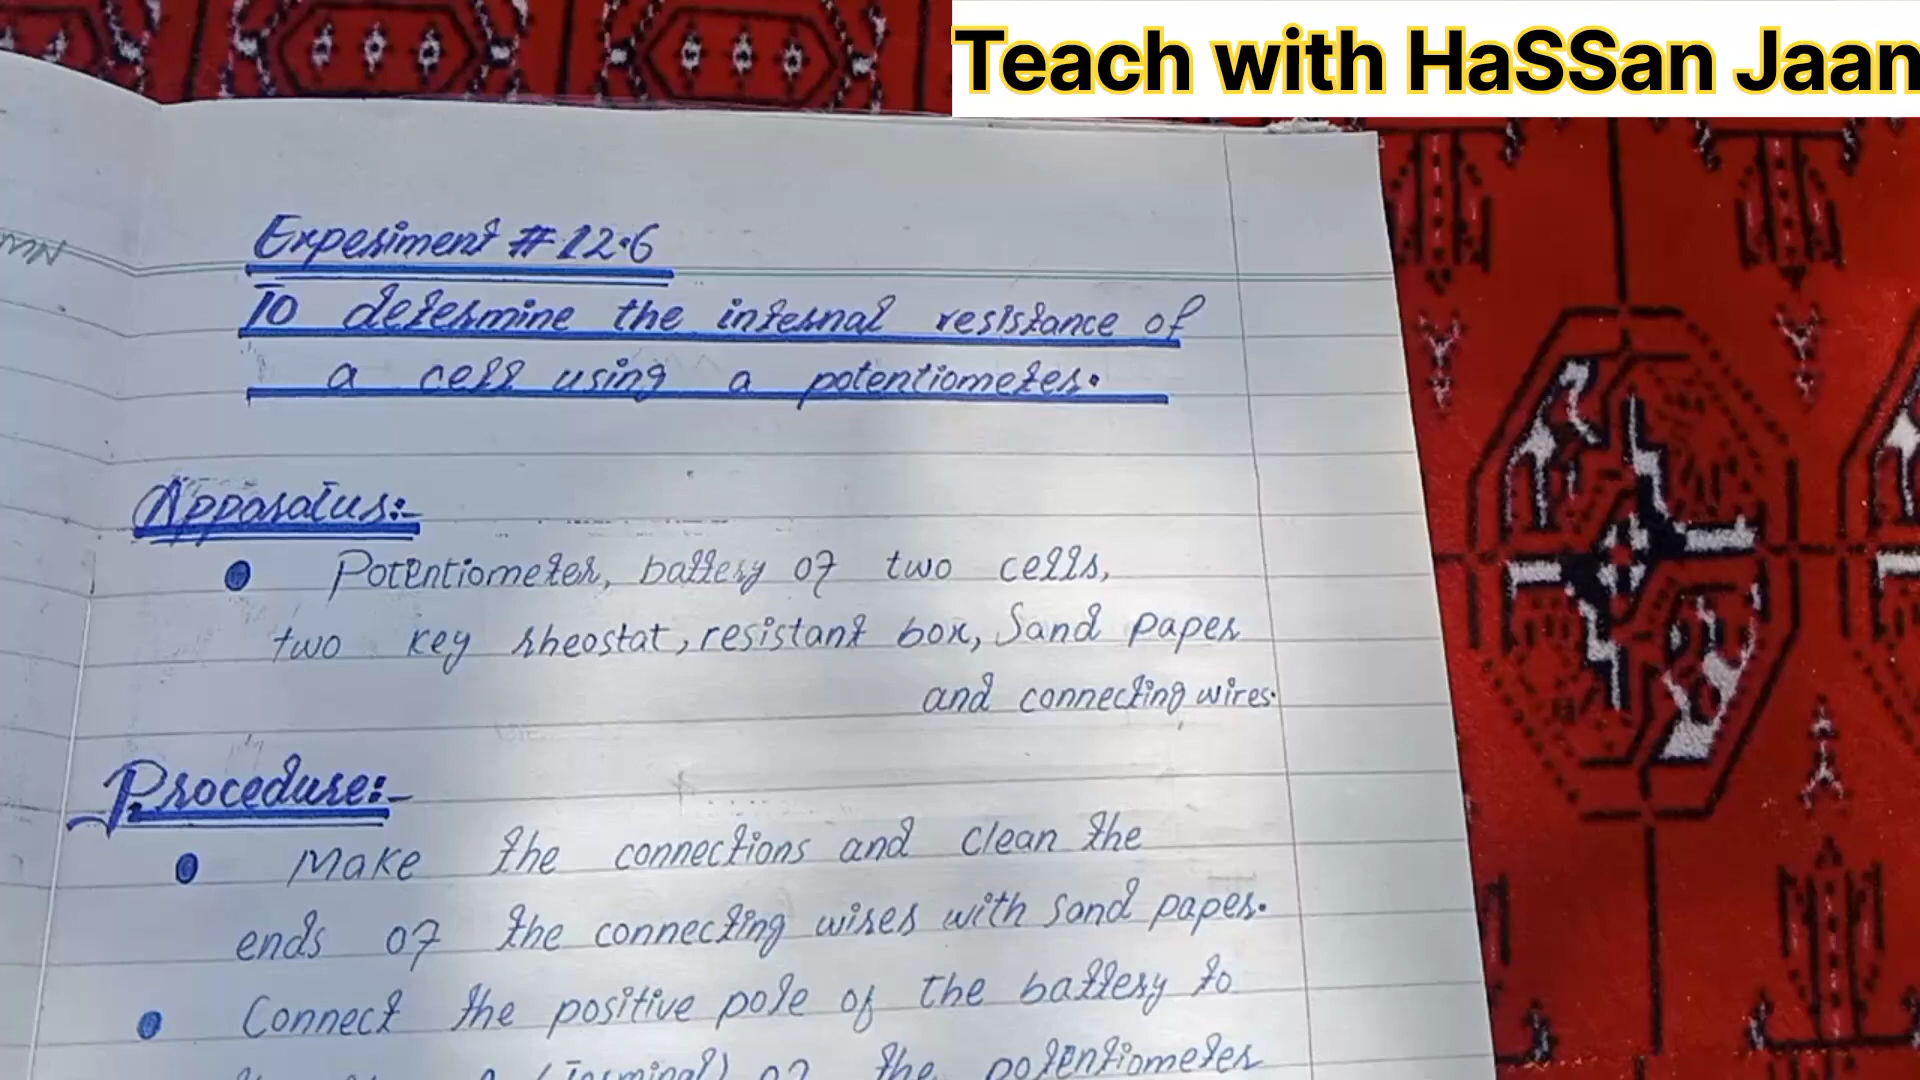 Teach with HaSSan Jaan
Experiment # 12.6
To determine the internal resistance of
a cell using a potentiometer.
Apparatus:-
Potentiometer, battery of two cells,
two key rheostat, resistant box, Sand paper
and connecting wires.
Procedure:-
Make the connections and clean the
ends of the connecting wires with sand paper.
Connect the positive pole of the battery to
(Terminal) of the potentiometer